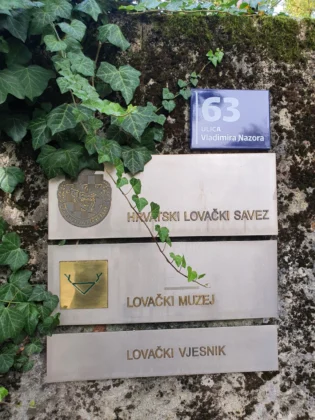 63
ULICA
Vladimira Nazora
HRVATSKI LOVAČKI SAVEZ
LOVAČKI MUZEJ
LOVAČKI VJESNIK